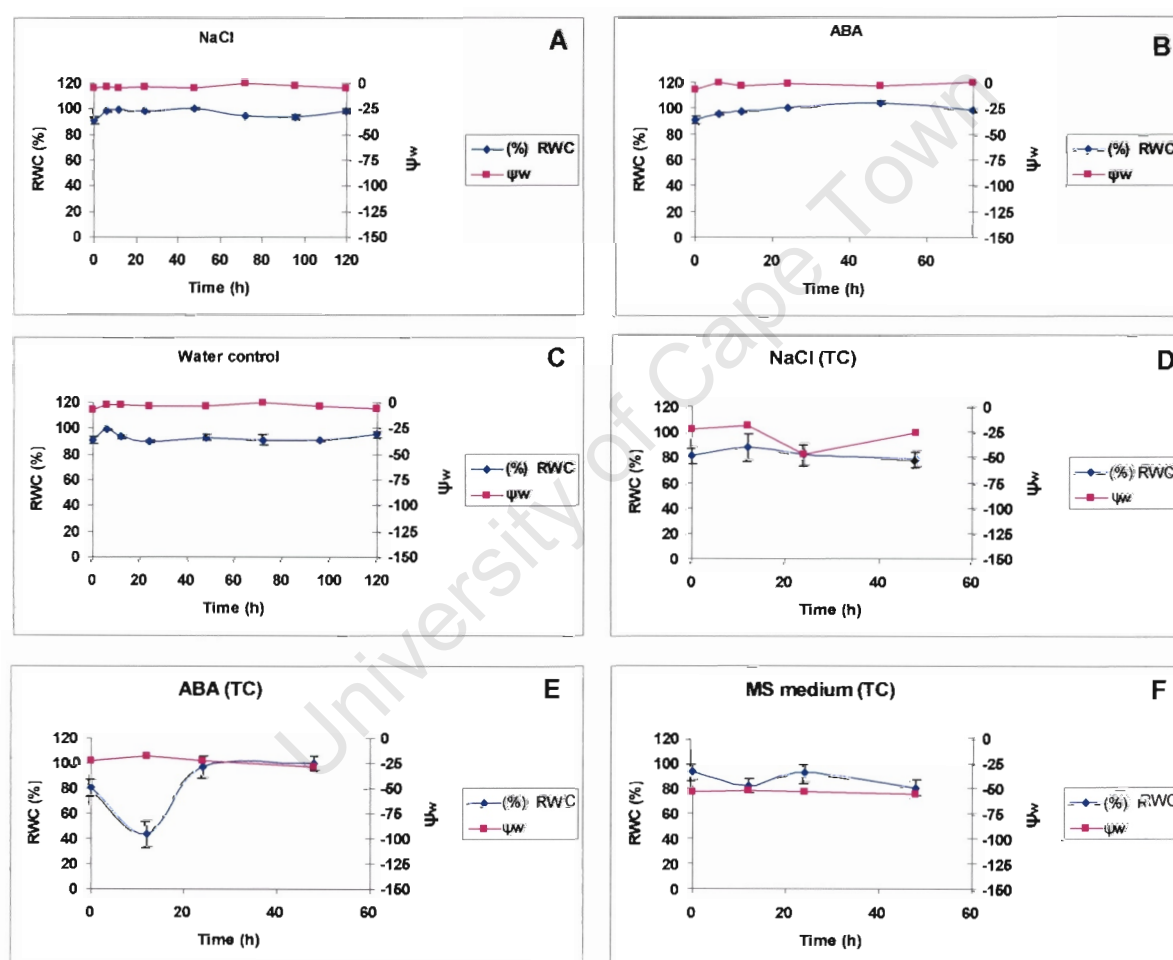 NaCl
A
RWC (%)
120
100
80
60
40
20
0
0 20 40 60 80 100 120
Time (h)
0
-25
-50
-75
-100
-125
-150
Ψw
(%) RWC
Ψw
ABA
B
RWC (%)
120
100
80
60
40
20
0
0 20 40 60
Time (h)
0
-25
-50
-75
-100
-125
-150
Ψw
(%) RWC
Ψw
Water control
C
RWC (%)
120
100
80
60
40
20
0
0 20 40 60 80 100 120
Time (h)
0
-25
-50
-75
-100
-125
-150
Ψw
(%) RWC
Ψw
NaCl (TC)
D
RWC (%)
120
100
80
60
40
20
0
0 20 40 60
Time (h)
0
-25
-50
-75
-100
-125
-150
Ψw
(%) RWC
Ψw
ABA (TC)
E
RWC (%)
120
100
80
60
40
20
0
0 20 40 60
Time (h)
0
-25
-50
-75
-100
-125
-150
Ψw
(%) RWC
Ψw
MS medium (TC)
F
RWC (%)
120
100
80
60
40
20
0
0 20 40 60
Time (h)
0
-25
-50
-75
-100
-125
-150
Ψw
(%) RWC
Ψw
University of Cape Town